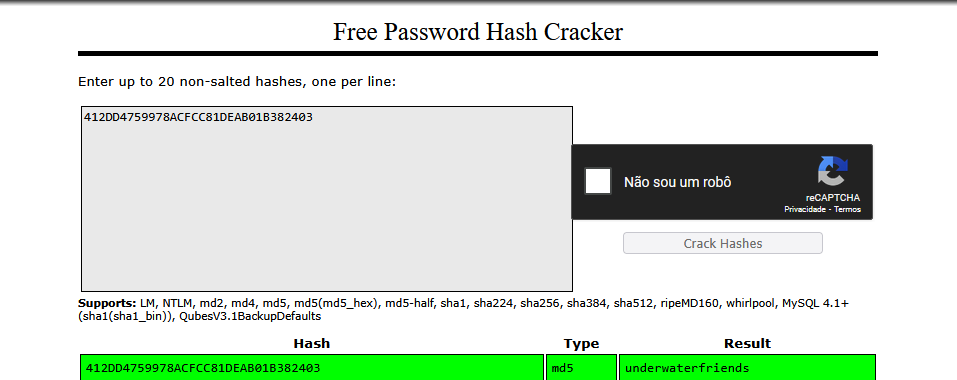 Free Password Hash Cracker
Enter up to 20 non-salted hashes, one per line:
412DD4759978ACFCC81DEAB01B382403
Não sou um robô
reCAPTCHA
Privacidade - Termos
Crack Hashes
Supports: LM, NTLM, md2, md4, md5, md5(md5_hex), md5-half, sha1, sha224, sha256, sha384, sha512, ripeMD160, whirlpool, MySQL 4.1+
(sha1(sha1_bin)), QubesV3.1BackupDefaults
Hash Type Result
412DD4759978ACFCC81DEAB01B382403 md5 underwaterfriends